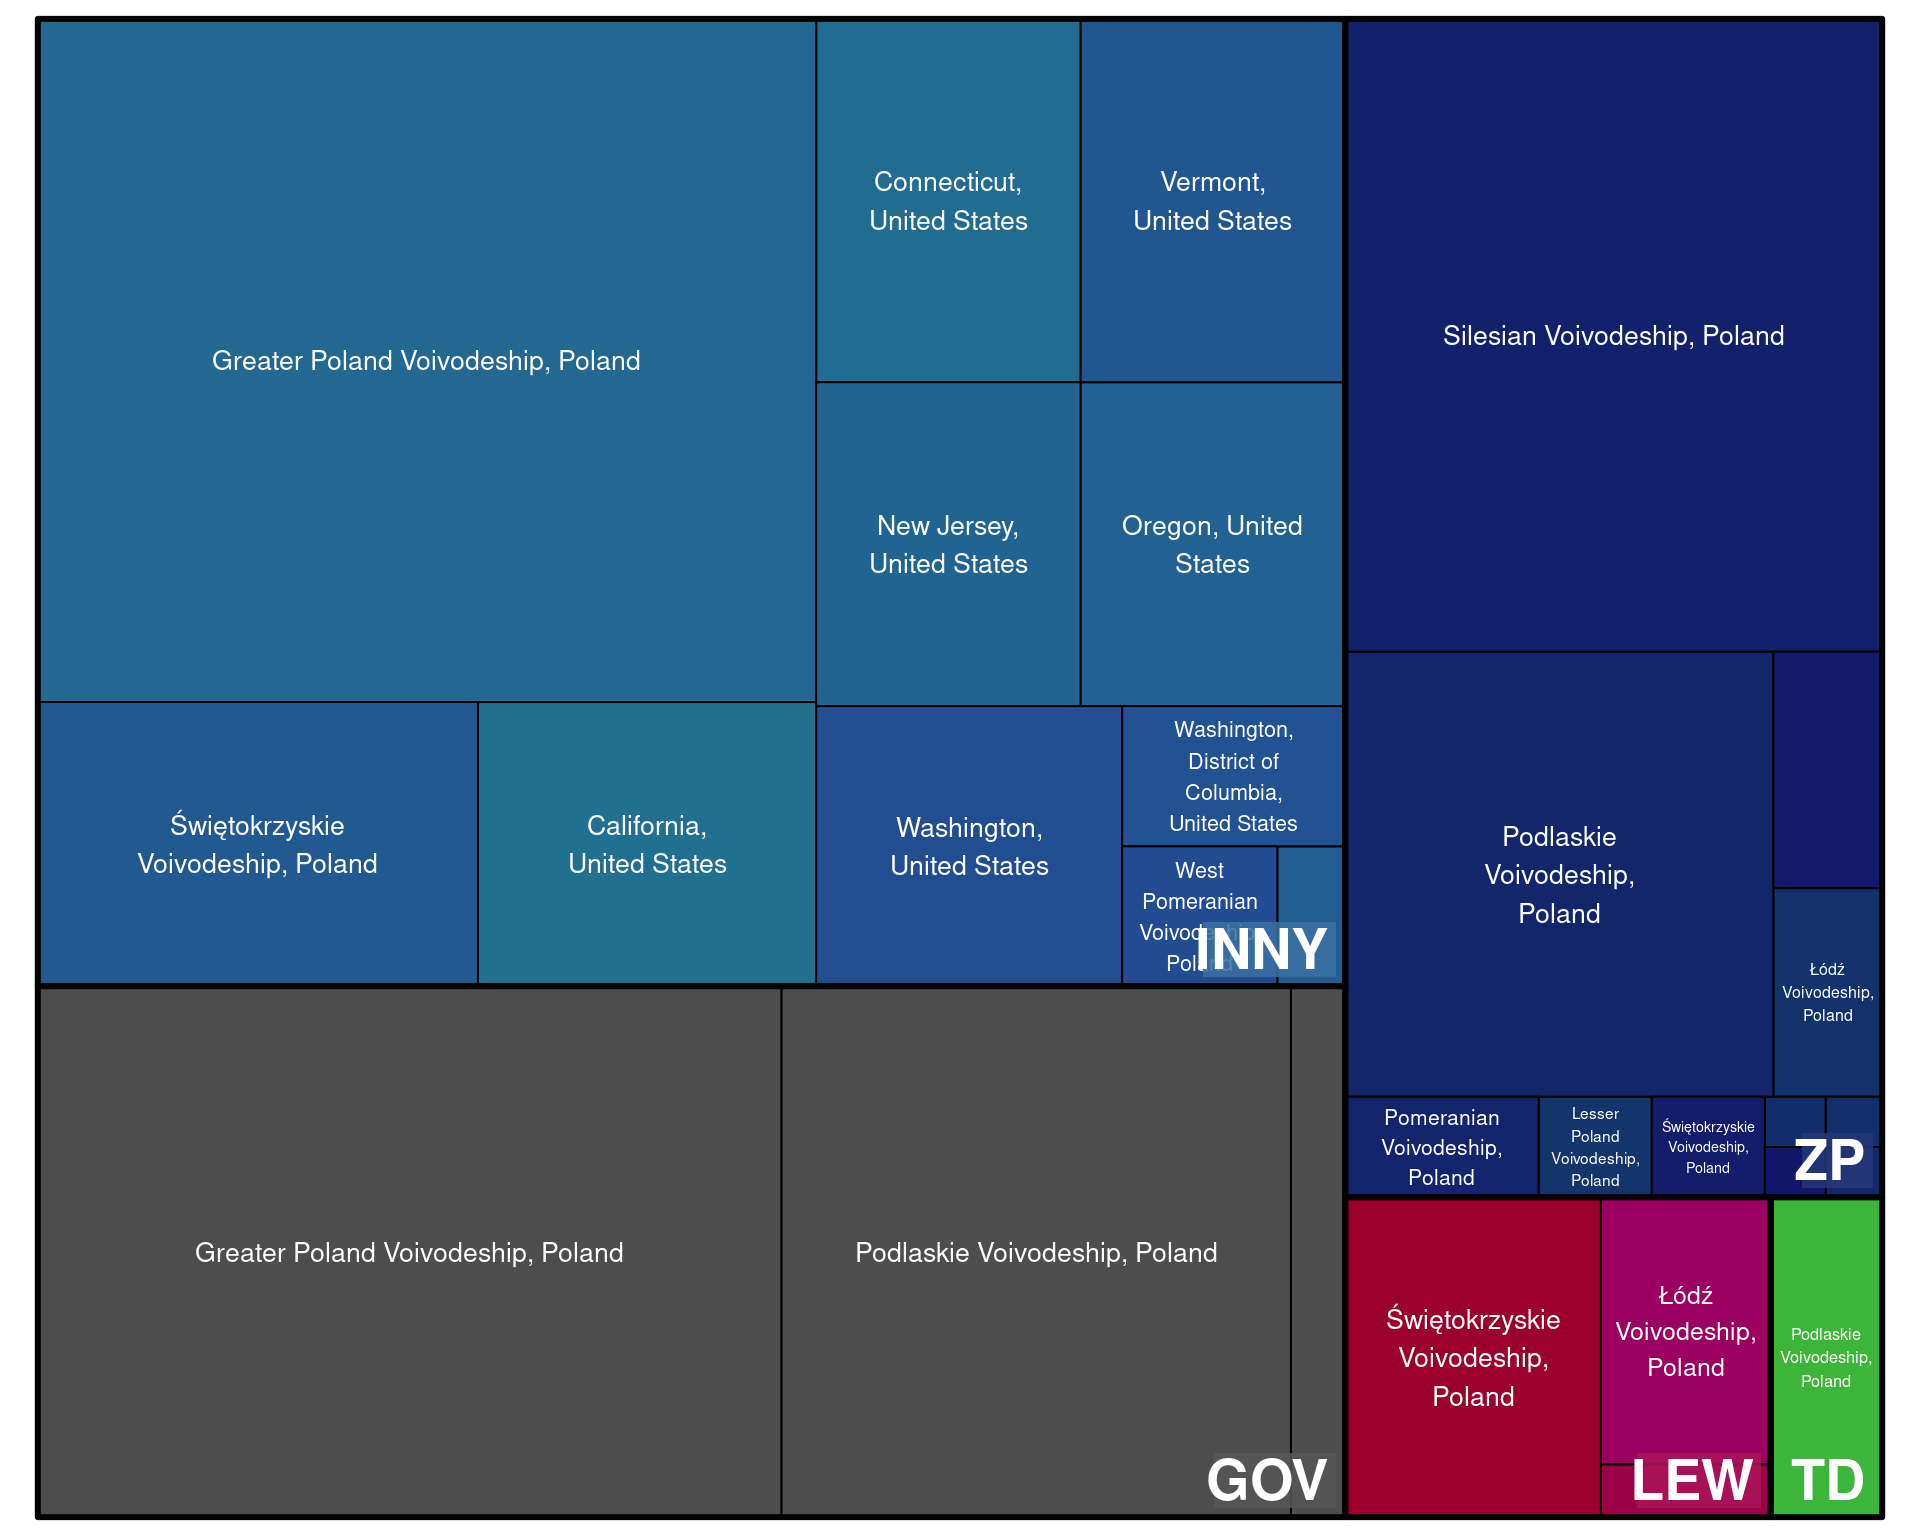 Greater Poland Voivodeship, Poland
Connecticut,
United States
Vermont,
United States
New Jersey,
United States
Oregon, United
States
Świętokrzyskie
Voivodeship, Poland
California,
United States
Washington,
United States
Washington,
District of
Columbia,
United States
West
Pomeranian
INNY
Greater Poland Voivodeship, Poland
Podlaskie Voivodeship, Poland
GOV
Silesian Voivodeship, Poland
Podlaskie
Voivodeship,
Poland
Łódź
Voivodeship,
Poland
Pomeranian
Voivodeship,
Poland
Lesser
Poland
Voivodeship,
Poland
Świętokrzyskie
Voivodeship,
Poland
ZP
Świętokrzyskie
Voivodeship,
Poland
Łódź
Voivodeship,
Poland
LEW
Podlaskie
Voivodeship,
Poland
TD